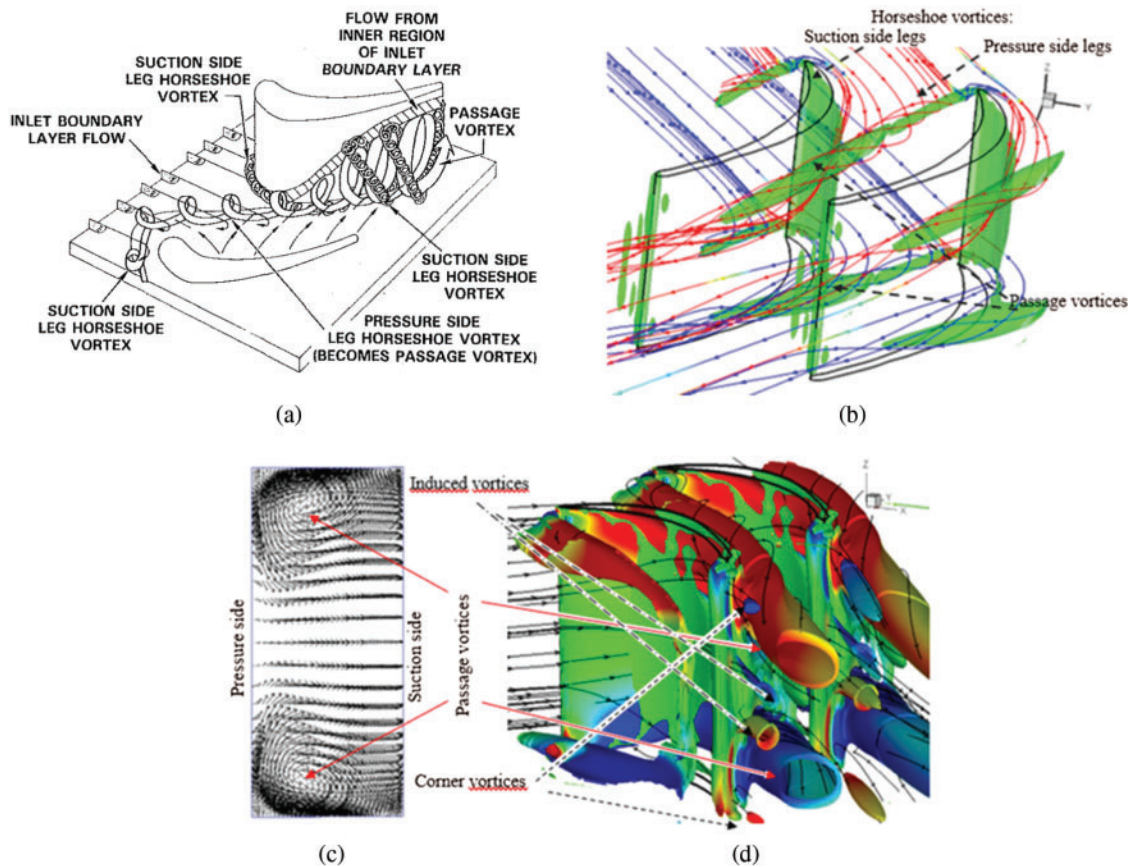 FLOW FROM
INNER REGION
OF INLET
BOUNDARY LAYER
SUCTION SIDE
LEG HORSESHOE
VORTEX
PASSAGE
VORTEX
INLET BOUNDARY
LAYER FLOW
SUCTION SIDE
LEG HORSESHOE
VORTEX
SUCTION SIDE
LEG HORSESHOE
VORTEX
PRESSURE SIDE
LEG HORSESHOE VORTEX
(BECOMES PASSAGE VORTEX)
(a)
Horseshoe vortices:
Suction side legs
Pressure side legs
Z
Y
Passage vortices
(b)
Pressure side
Suction side
Passage vortices
(c)
Induced vortices
Corner vortices
Z
Y
X
(d)